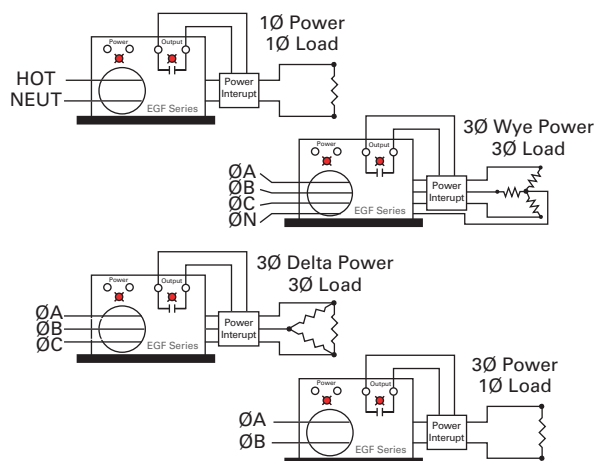 1Ø Power
1Ø Load
Power
Output
HOT
NEUT
Power
Interupt
EGF Series
3Ø Wye Power
3Ø Load
Power
Output
ØA
ØB
ØC
ØN
Power
Interupt
EGF Series
3Ø Delta Power
3Ø Load
Power
Output
ØA
ØB
ØC
Power
Interupt
EGF Series
3Ø Power
1Ø Load
Power
Output
ØA
ØB
Power
Interupt
EGF Series